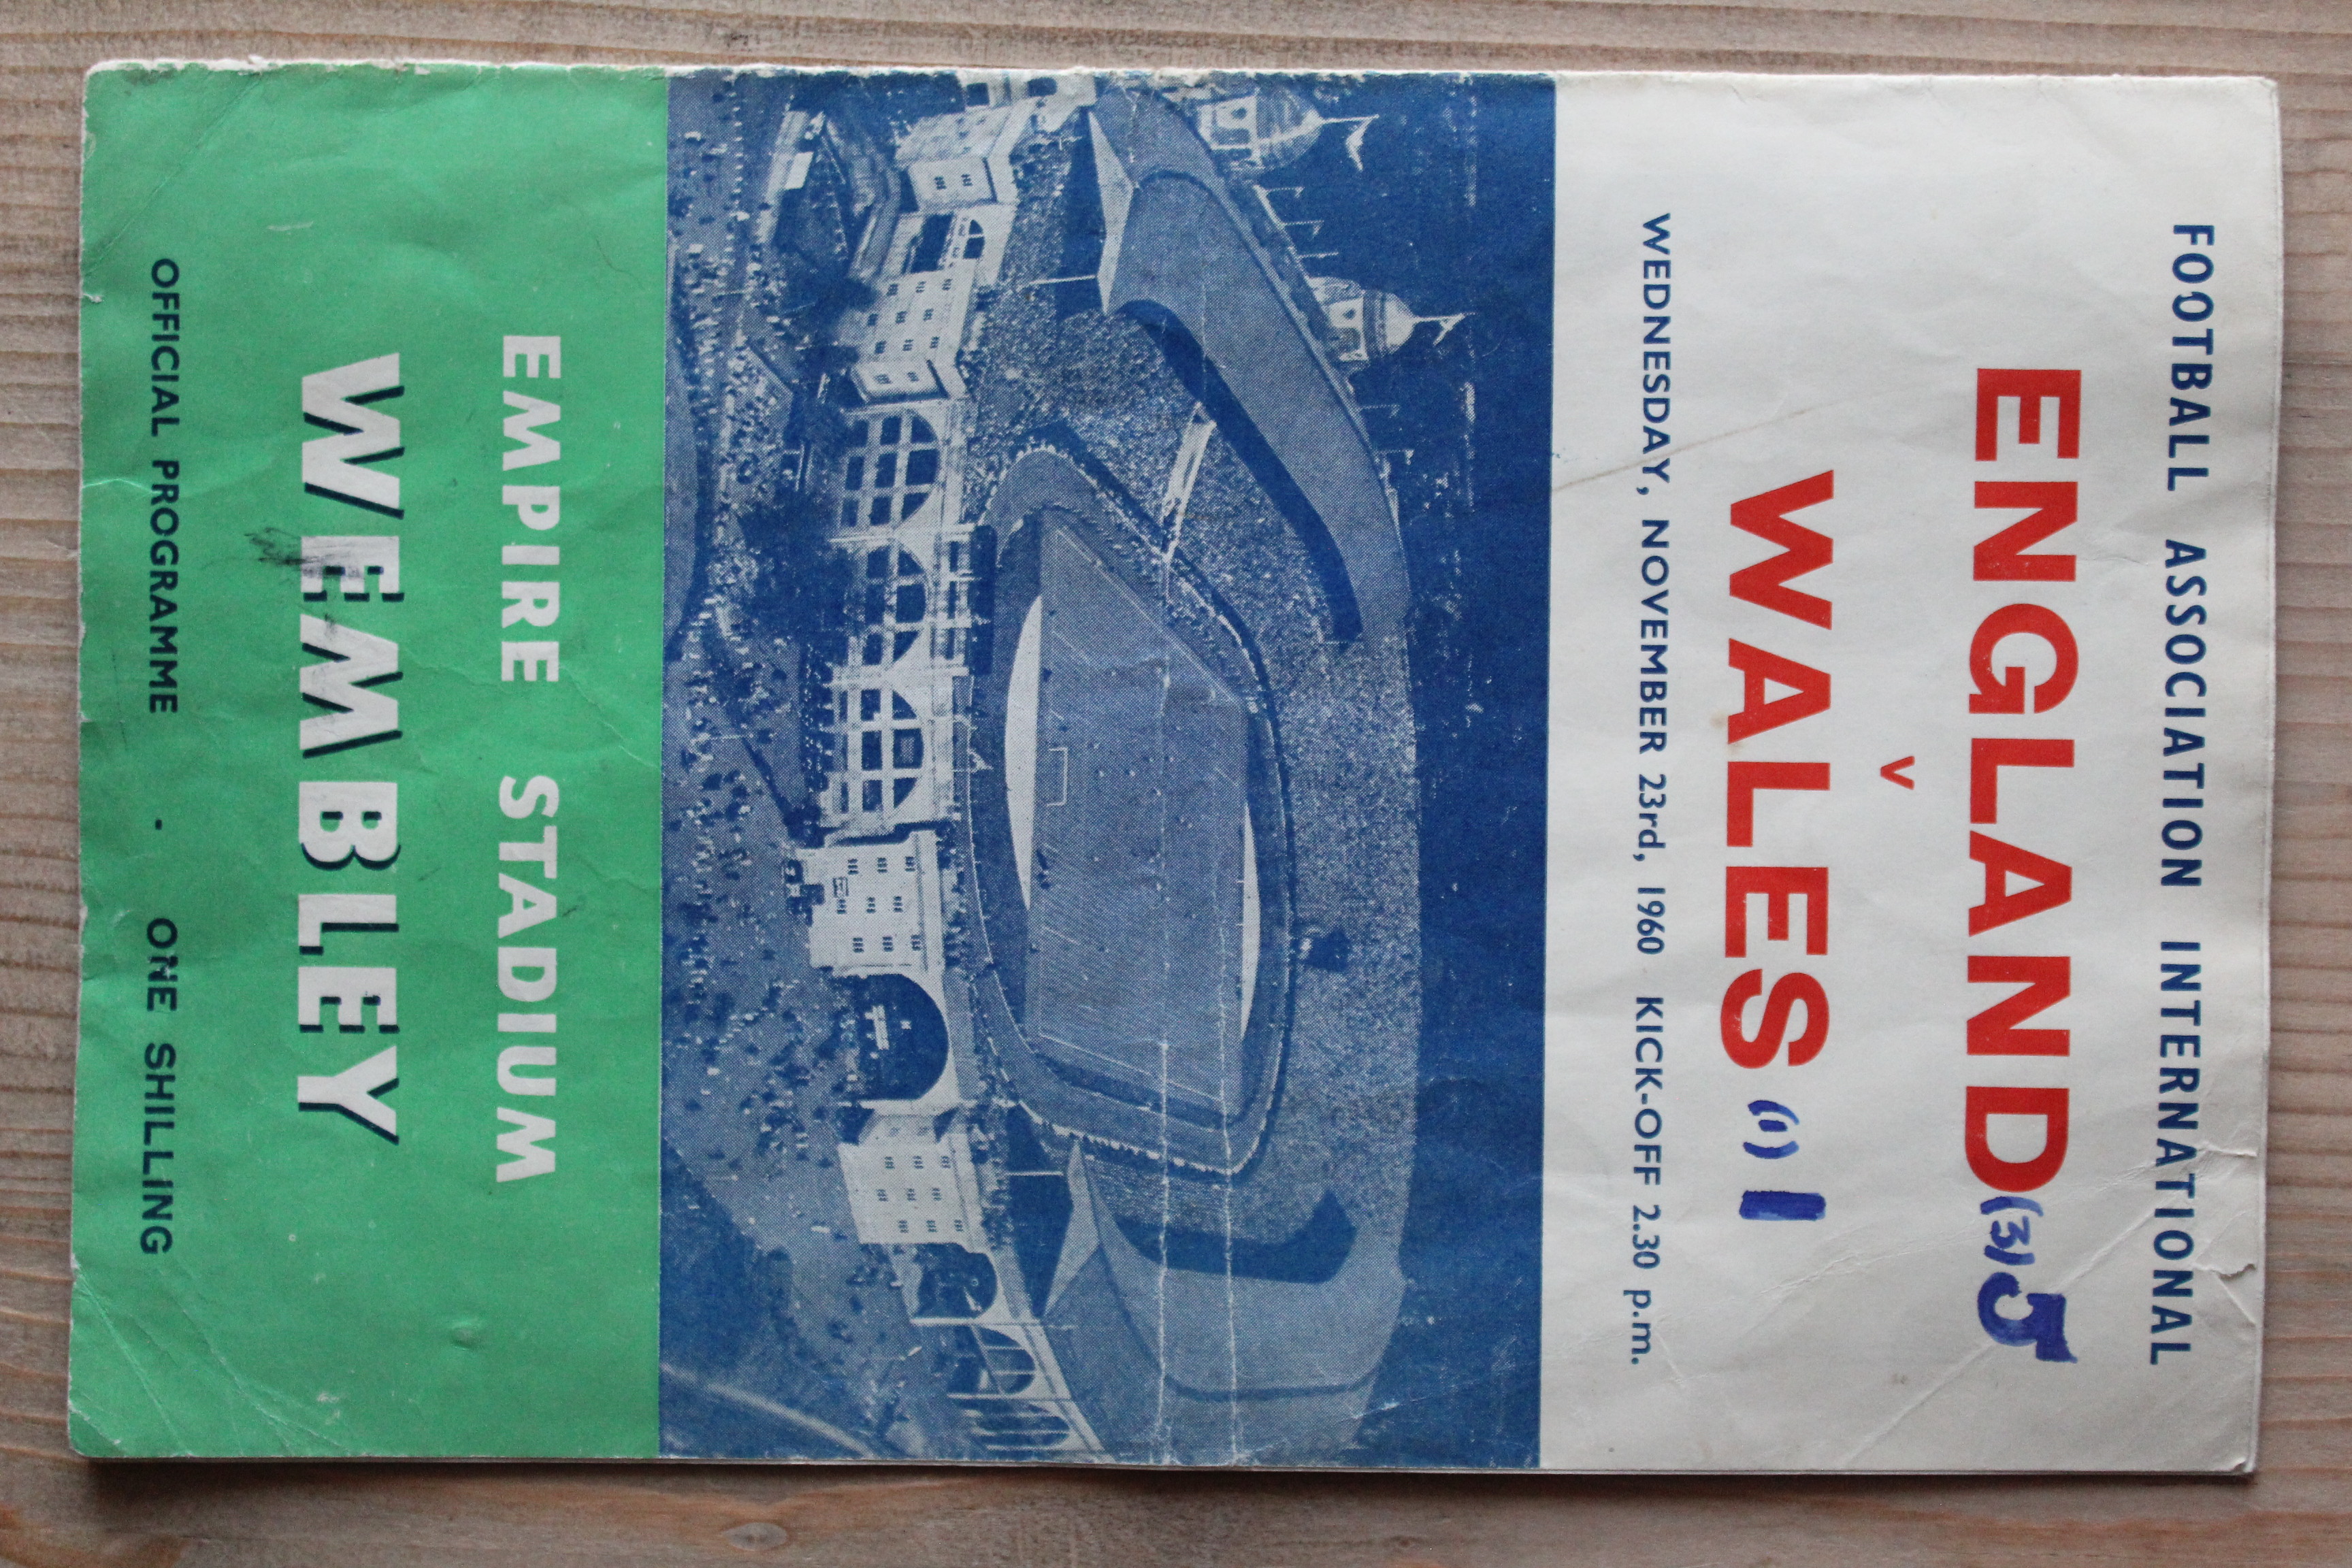 FOOTBALL ASSOCIATION INTERNATIONAL
ENGLAND (3) 5
v
WALES (1) 1
WEDNESDAY, NOVEMBER 23rd, 1960 KICK-OFF 2.30 p.m.
EMPIRE STADIUM
WEMBLEY
OFFICIAL PROGRAMME . ONE SHILLING